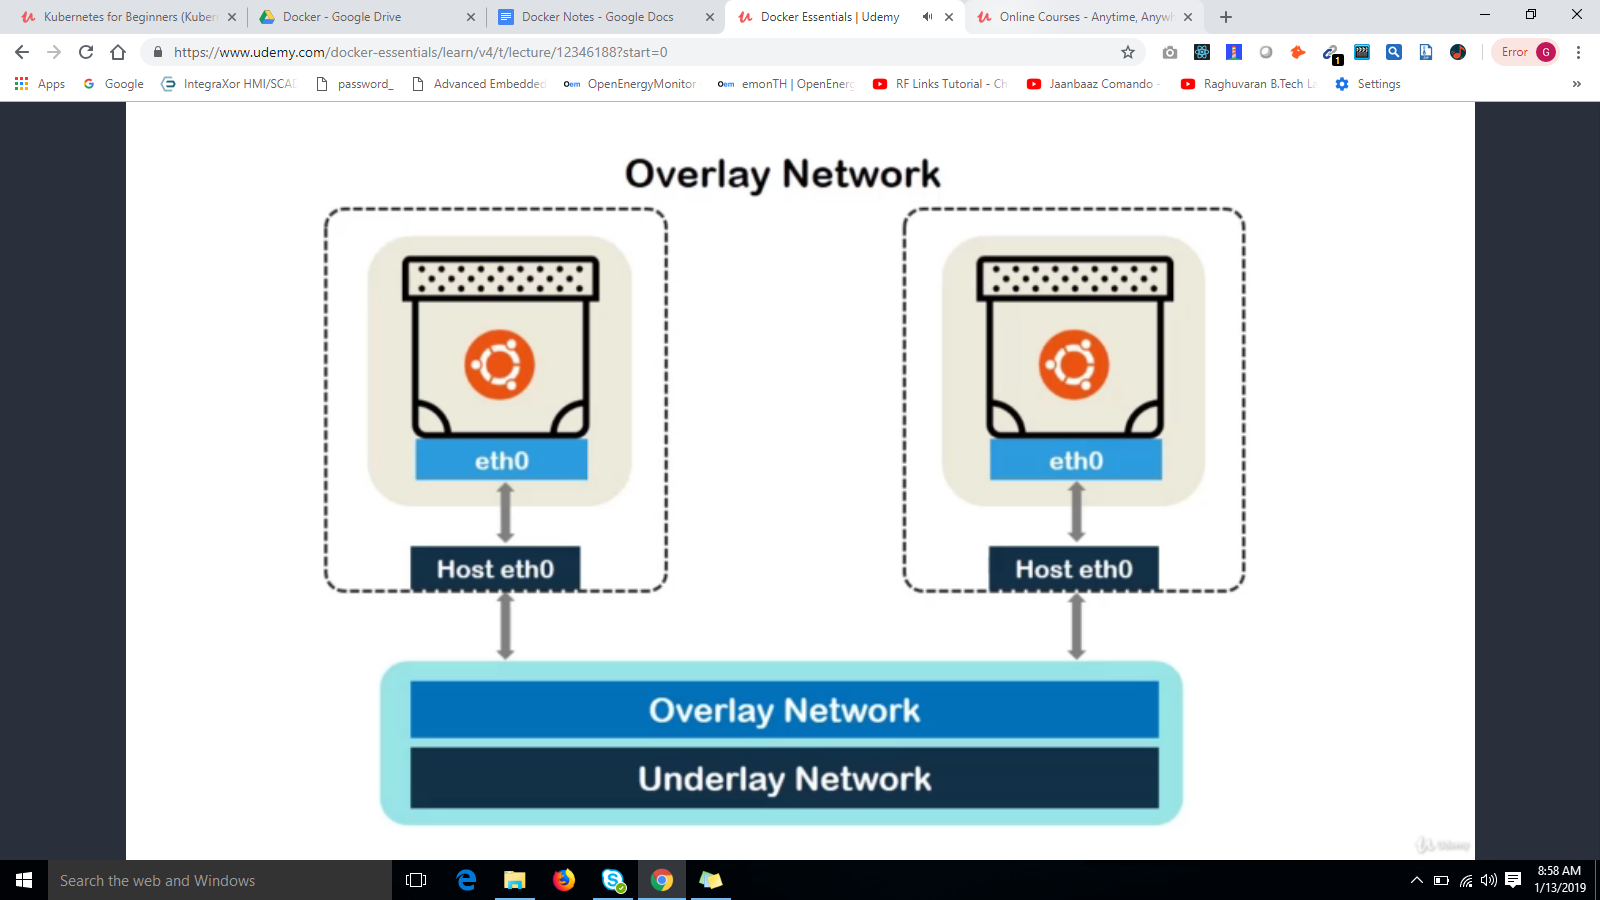 Kubernetes for Beginners (Kuber
Docker - Google Drive
Docker Notes - Google Docs
Docker Essentials | Udemy
Online Courses - Anytime, Anywh
https://www.udemy.com/docker-essentials/learn/v4/t/lecture/12346188?start=0
1
Error
G
Apps
Google
IntegraXor HMI/SCAD
password_
Advanced Embedded
OpenEnergyMonitor
emonTH | OpenEnerg
RF Links Tutorial - Ch
Jaanbaaz Comando -
Raghuvaran B.Tech La
Settings
»
Overlay Network
eth0
eth0
Host eth0
Host eth0
Overlay Network
Underlay Network
Udemy
Search the web and Windows
8:58 AM
1/13/2019